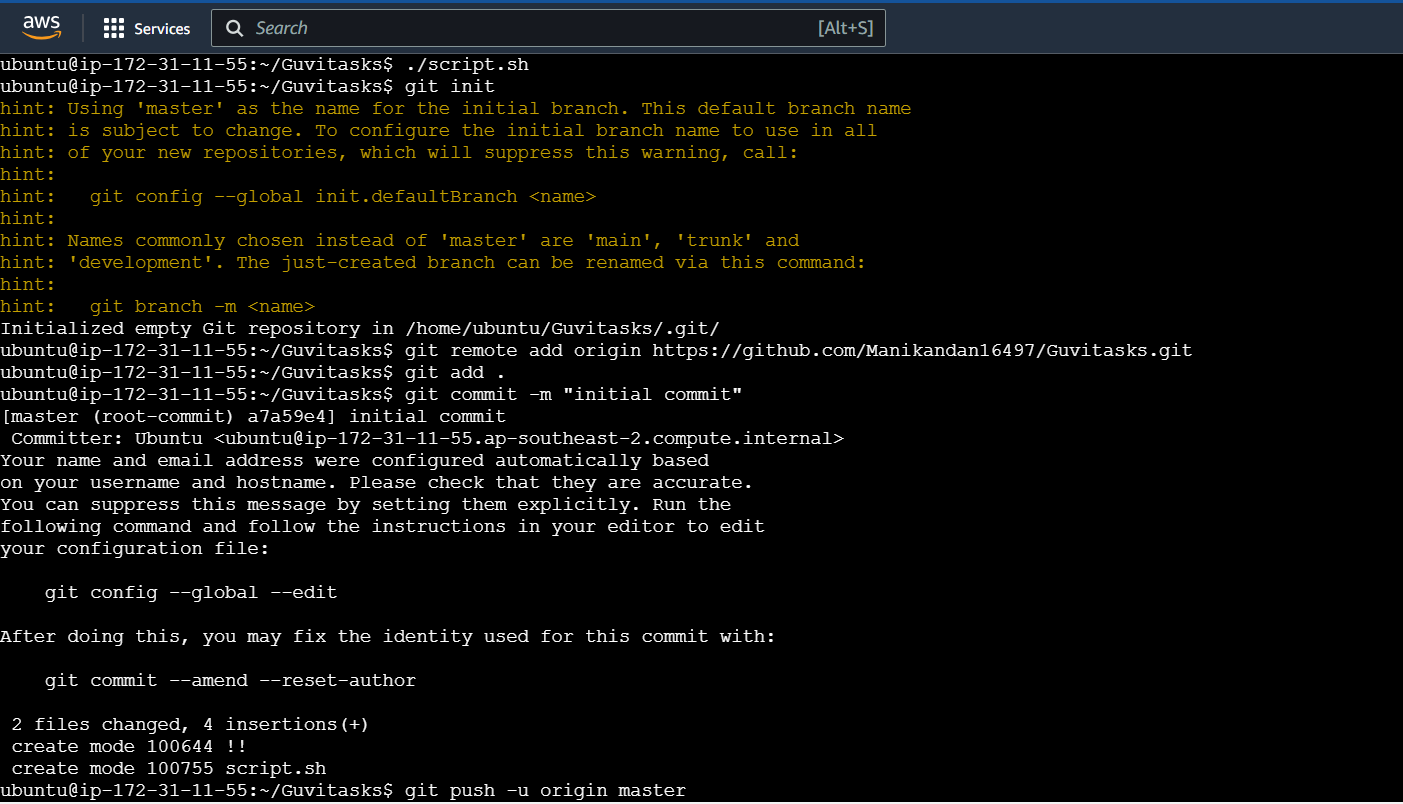 aws
Services
Search
[Alt+S]
ubuntu@ip-172-31-11-55:~/Guvitasks$ ./script.sh
ubuntu@ip-172-31-11-55:~/Guvitasks$ git init
hint: Using 'master' as the name for the initial branch. This default branch name
hint: is subject to change. To configure the initial branch name to use in all
hint: of your new repositories, which will suppress this warning, call:
hint:
hint:   git config --global init.defaultBranch <name>
hint:
hint: Names commonly chosen instead of 'master' are 'main', 'trunk' and
hint: 'development'. The just-created branch can be renamed via this command:
hint:
hint:   git branch -m <name>
Initialized empty Git repository in /home/ubuntu/Guvitasks/.git/
ubuntu@ip-172-31-11-55:~/Guvitasks$ git remote add origin https://github.com/Manikandan16497/Guvitasks.git
ubuntu@ip-172-31-11-55:~/Guvitasks$ git add .
ubuntu@ip-172-31-11-55:~/Guvitasks$ git commit -m "initial commit"
[master (root-commit) a7a59e4] initial commit
 Committer: Ubuntu <ubuntu@ip-172-31-11-55.ap-southeast-2.compute.internal>
Your name and email address were configured automatically based
on your username and hostname. Please check that they are accurate.
You can suppress this message by setting them explicitly. Run the
following command and follow the instructions in your editor to edit
your configuration file:
    git config --global --edit
After doing this, you may fix the identity used for this commit with:
    git commit --amend --reset-author
 2 files changed, 4 insertions(+)
 create mode 100644 !!
 create mode 100755 script.sh
ubuntu@ip-172-31-11-55:~/Guvitasks$ git push -u origin master